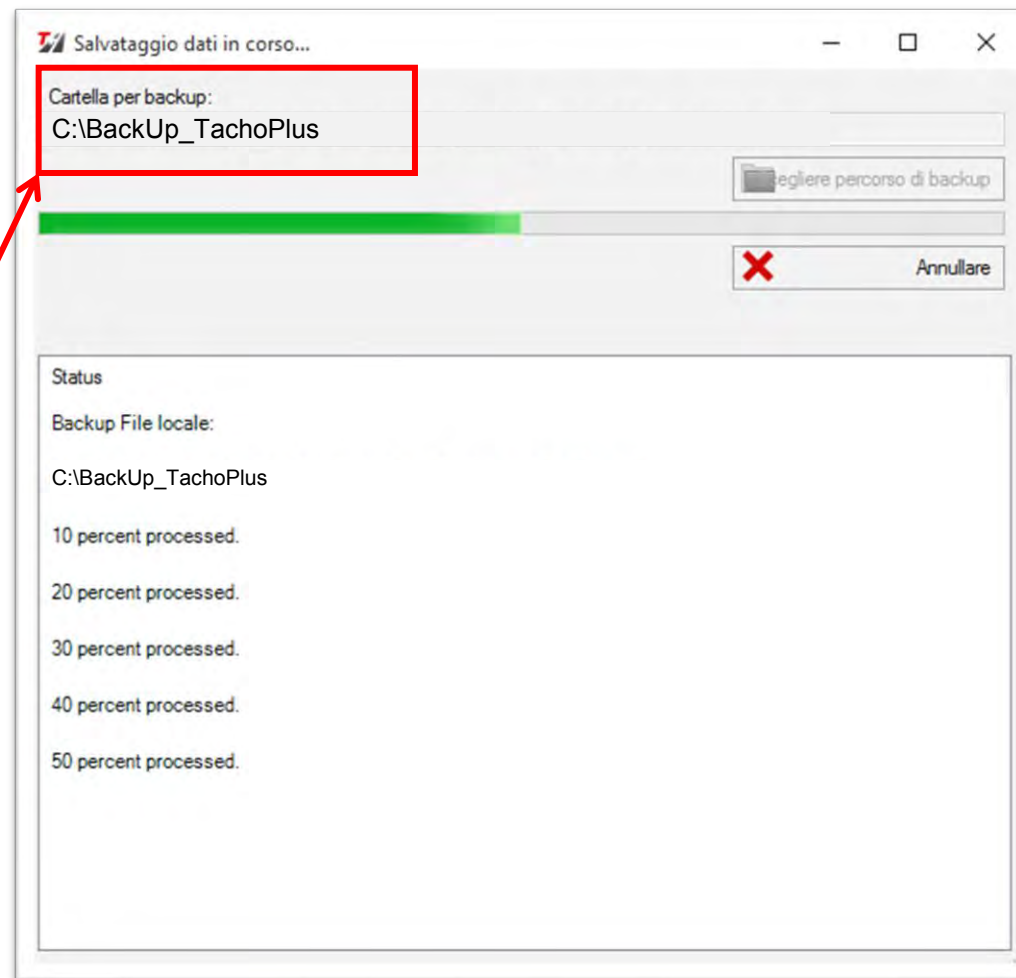 Salvataggio dati in corso...
Cartella per backup:
C:\BackUp_TachoPlus
egliere percorso di backup
Annullare
Status
Backup File locale:
C:\BackUp_TachoPlus
10 percent processed.
20 percent processed.
30 percent processed.
40 percent processed.
50 percent processed.